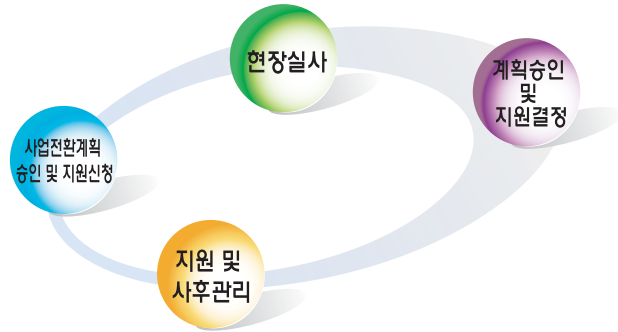 현장실사
계획승인
및
지원결정
사업전환계획
승인 및 지원신청
지원 및
사후관리